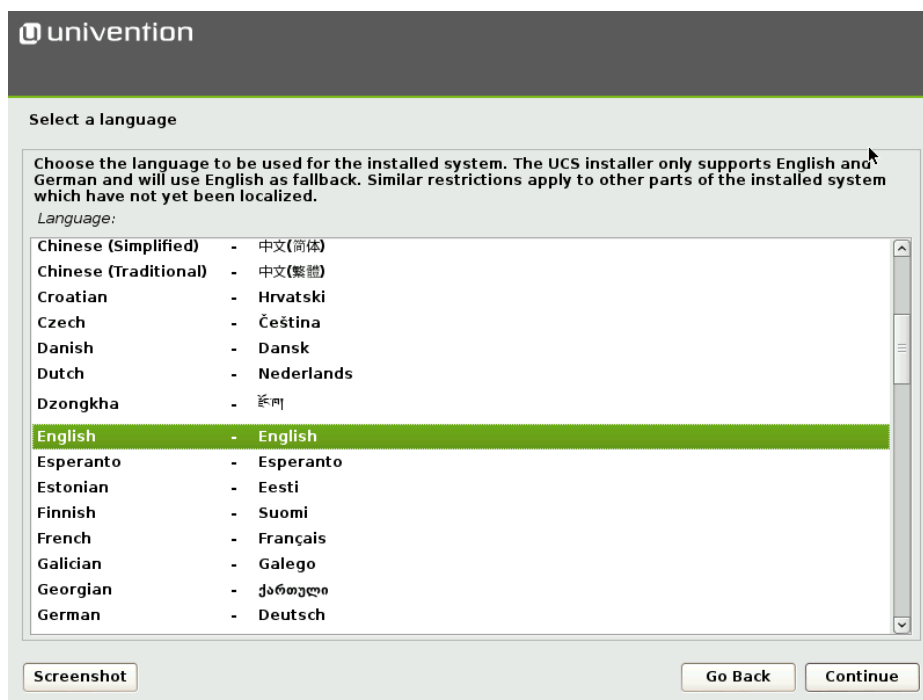 univention
Select a language
Choose the language to be used for the installed system. The UCS installer only supports English and
German and will use English as fallback. Similar restrictions apply to other parts of the installed system
which have not yet been localized.
Language:
Chinese (Simplified) - 中文(简体)
Chinese (Traditional) - 中文(繁體)
Croatian - Hrvatski
Czech - Čeština
Danish - Dansk
Dutch - Nederlands
Dzongkha - རྫོང་ཁ།
English - English
Esperanto - Esperanto
Estonian - Eesti
Finnish - Suomi
French - Français
Galician - Galego
Georgian - ქართული
German - Deutsch
Screenshot
Go Back Continue